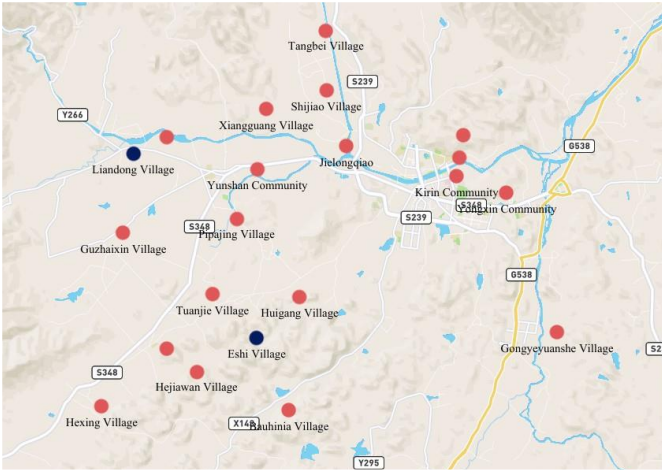 Tangbei Village
S239
Shijiao Village
Y266
Xiangguang Village
G538
Jielongqiao
Liandong Village
Yunshan Community
Kirin Community
S348
Yongxin Community
S239
S348
Pipajing Village
Guzhaixin Village
G538
Tuanjie Village
Huigang Village
Eshi Village
Gongyeyuanshe Village
S348
Hejiawan Village
Hexing Village
Bauhinia Village
Y295